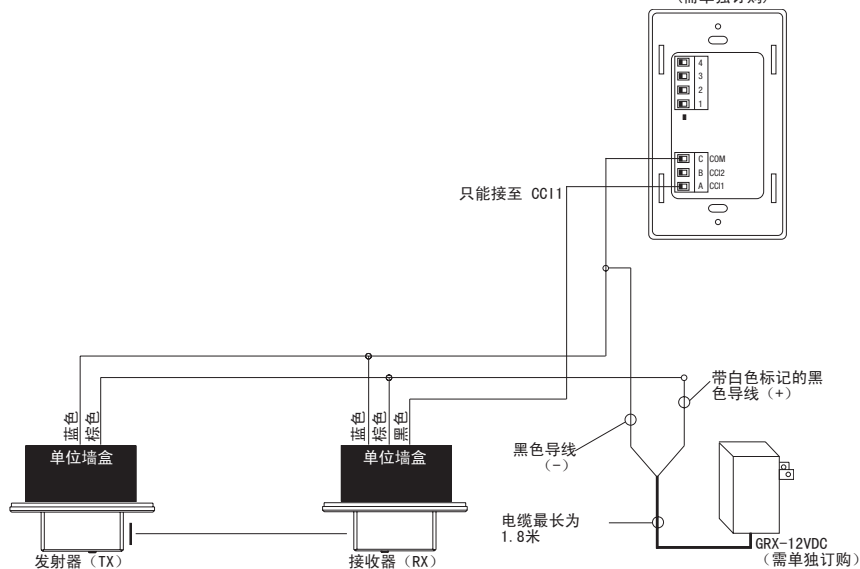 （需单独订购）
4
3
2
1
C COM
B CCI2
A CCI1
只能接至 CCI1
带白色标记的黑
色导线（+）
蓝色
棕色
蓝色
棕色
黑色
单位墙盒
单位墙盒
黑色导线
（-）
电缆最长为
1.8米
发射器（TX）
接收器（RX）
GRX-12VDC
（需单独订购）